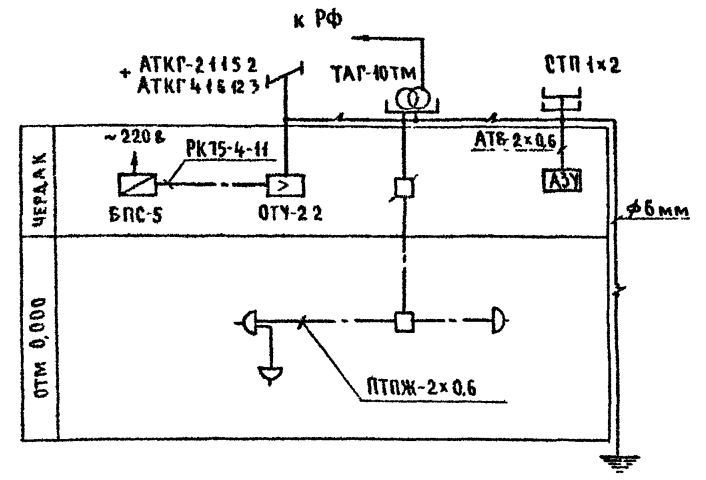 к РФ
+ АТКГ-2 1 1 5 2
АТКГ 4 1 6 12 3
ТАГ-10ТМ
СТП 1×2
~220в
РК75-4-11
АТВ-2×0,6
АЗУ
БПС-5
ОТУ-2 2
ЧЕРДАК
Ф6мм
ОТМ 0,000
ПТПЖ-2×0,6